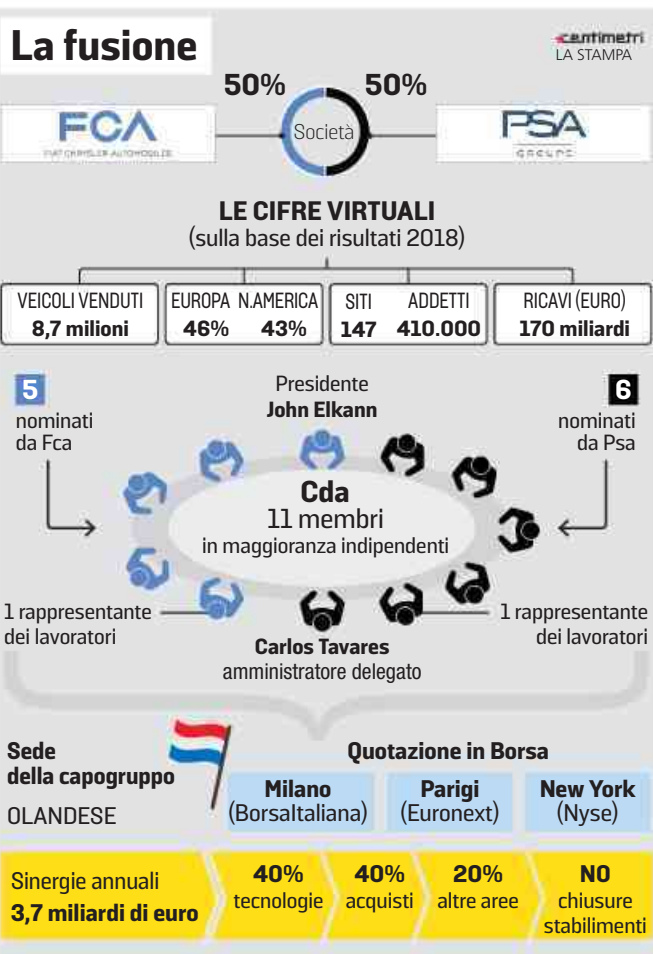 La fusione
centimetri
LA STAMPA
50% 50%
FCA
FIAT CHRYSLER AUTOMOBILES
Società
PSA
GROUPE
LE CIFRE VIRTUALI
(sulla base dei risultati 2018)
VEICOLI VENDUTI
8,7 milioni
EUROPA N.AMERICA
46% 43%
SITI ADDETTI
147 410.000
RICAVI (EURO)
170 miliardi
5
nominati
da Fca
Presidente
John Elkann
6
nominati
da Psa
Cda
11 membri
in maggioranza indipendenti
1 rappresentante
dei lavoratori
Carlos Tavares
amministratore delegato
1 rappresentante
dei lavoratori
Sede
della capogruppo
OLANDESE
Quotazione in Borsa
Milano
(BorsaItaliana)
Parigi
(Euronext)
New York
(Nyse)
Sinergie annuali
3,7 miliardi di euro
40%
tecnologie
40%
acquisti
20%
altre aree
NO
chiusure
stabilimenti